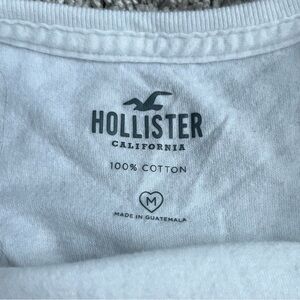 HOLLISTER
CALIFORNIA
100% COTTON
M
MADE IN GUATEMALA